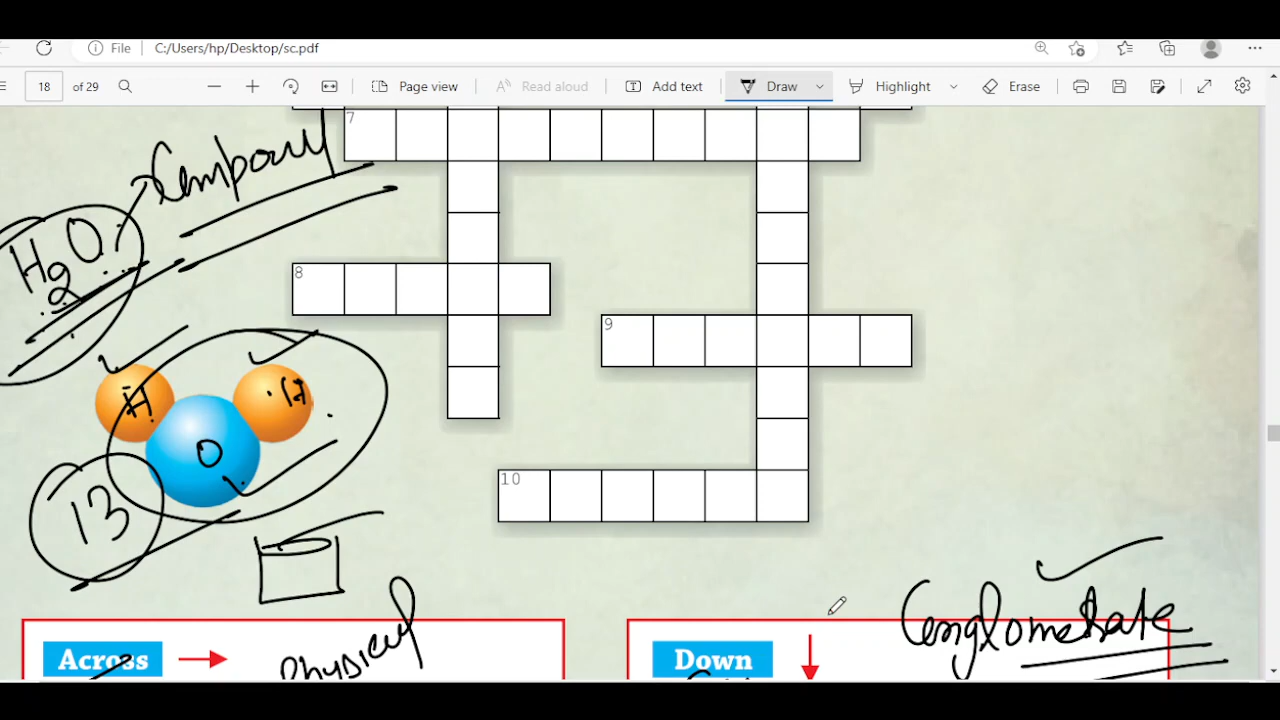 File C:/Users/hp/Desktop/sc.pdf
18 of 29 Page view Read aloud Add text Draw Highlight Erase
7
H2O
8
9
H H
O
13
10
Conglomerate
Across Physical
Down